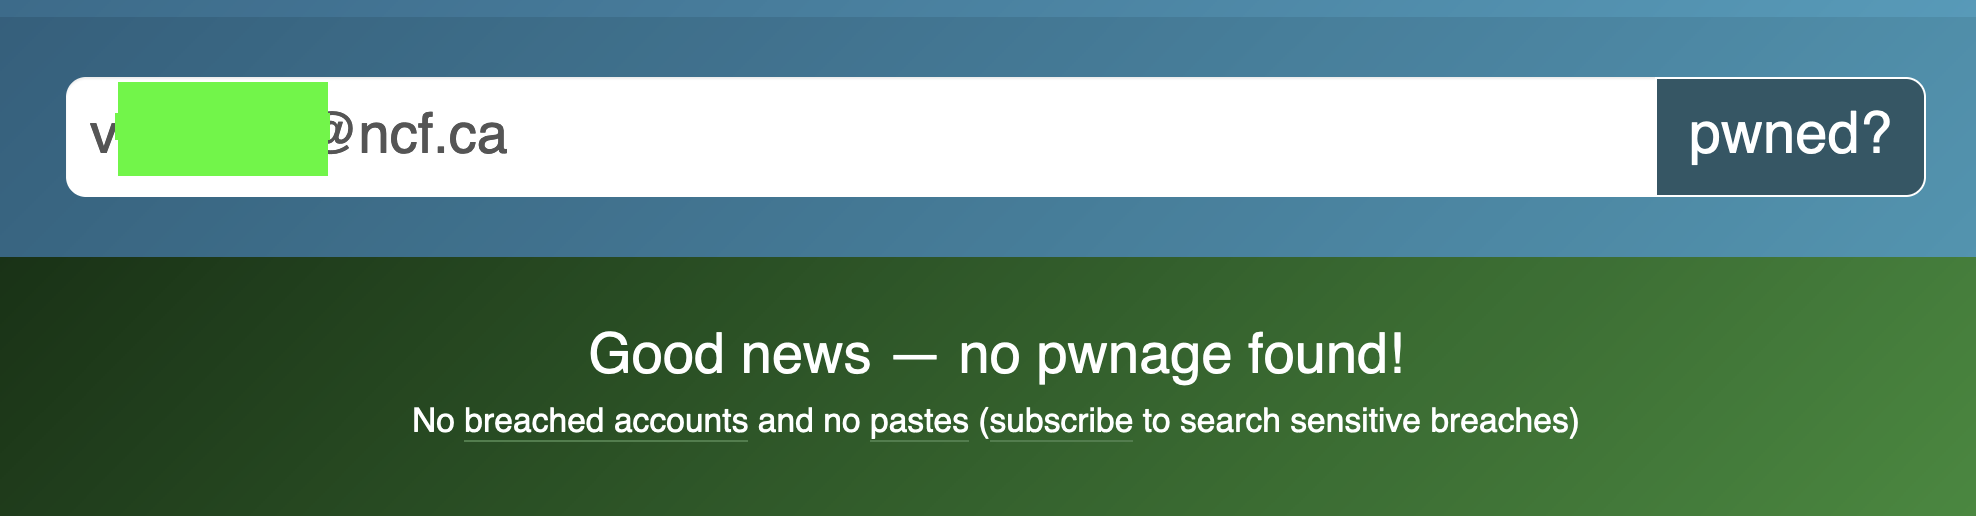 v @ncf.ca
pwned?
Good news — no pwnage found!
No breached accounts and no pastes (subscribe to search sensitive breaches)